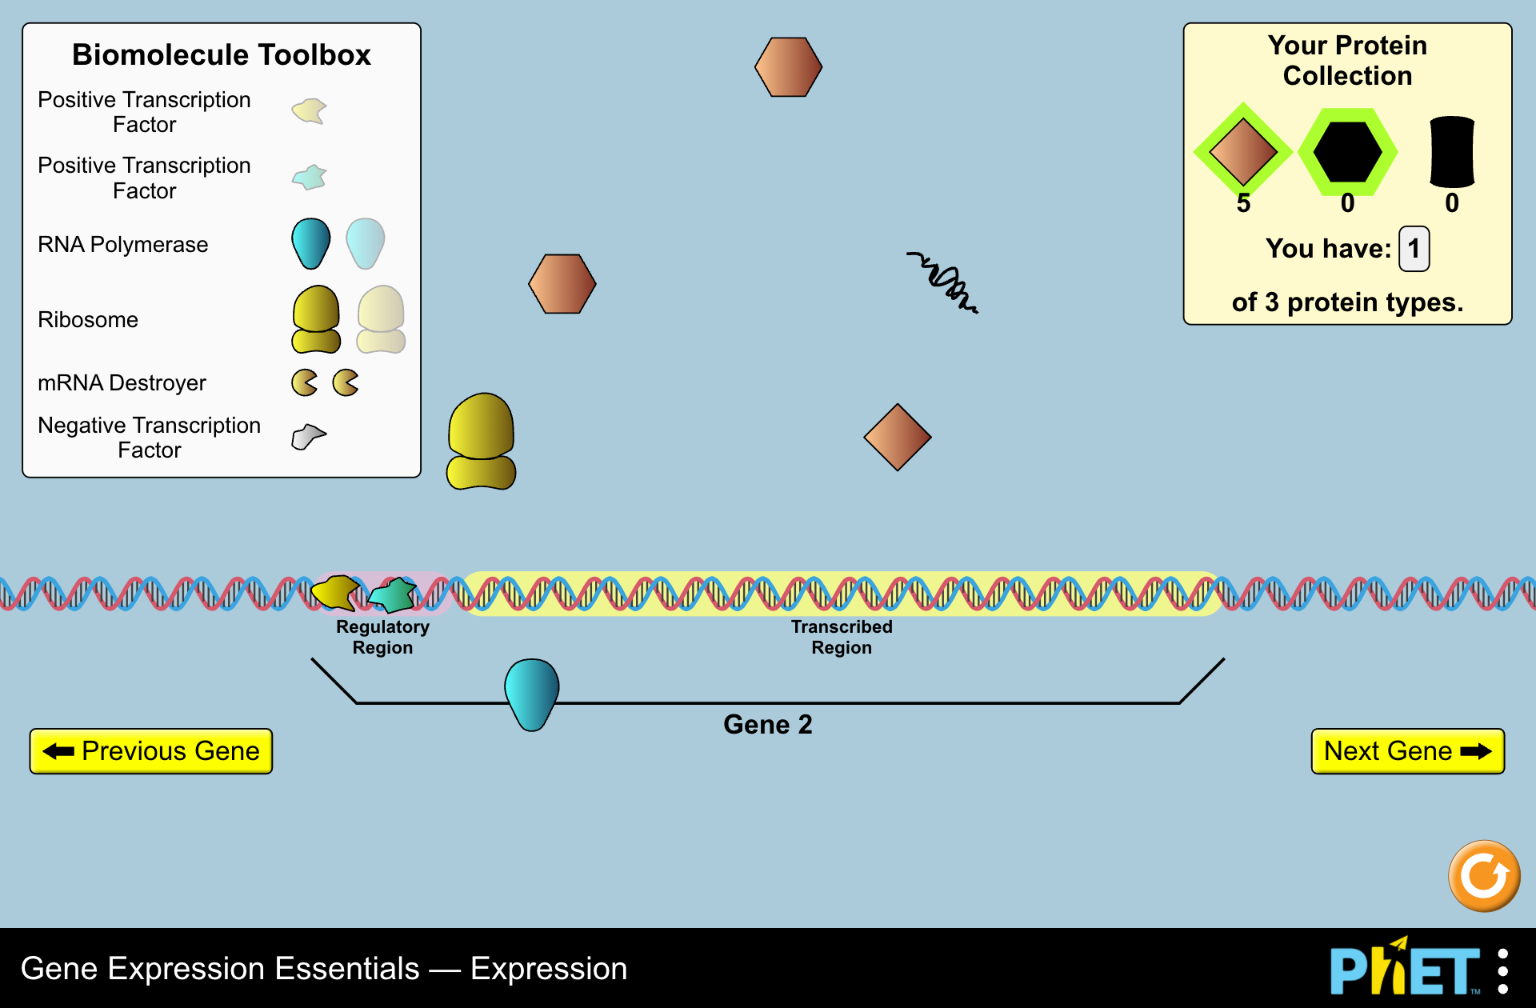 Biomolecule Toolbox
Positive Transcription
Factor
Positive Transcription
Factor
RNA Polymerase
Ribosome
mRNA Destroyer
Negative Transcription
Factor
Your Protein
Collection
5 0 0
You have: 1
of 3 protein types.
Regulatory
Region
Transcribed
Region
Gene 2
Previous Gene
Next Gene
Gene Expression Essentials — Expression
PhET™